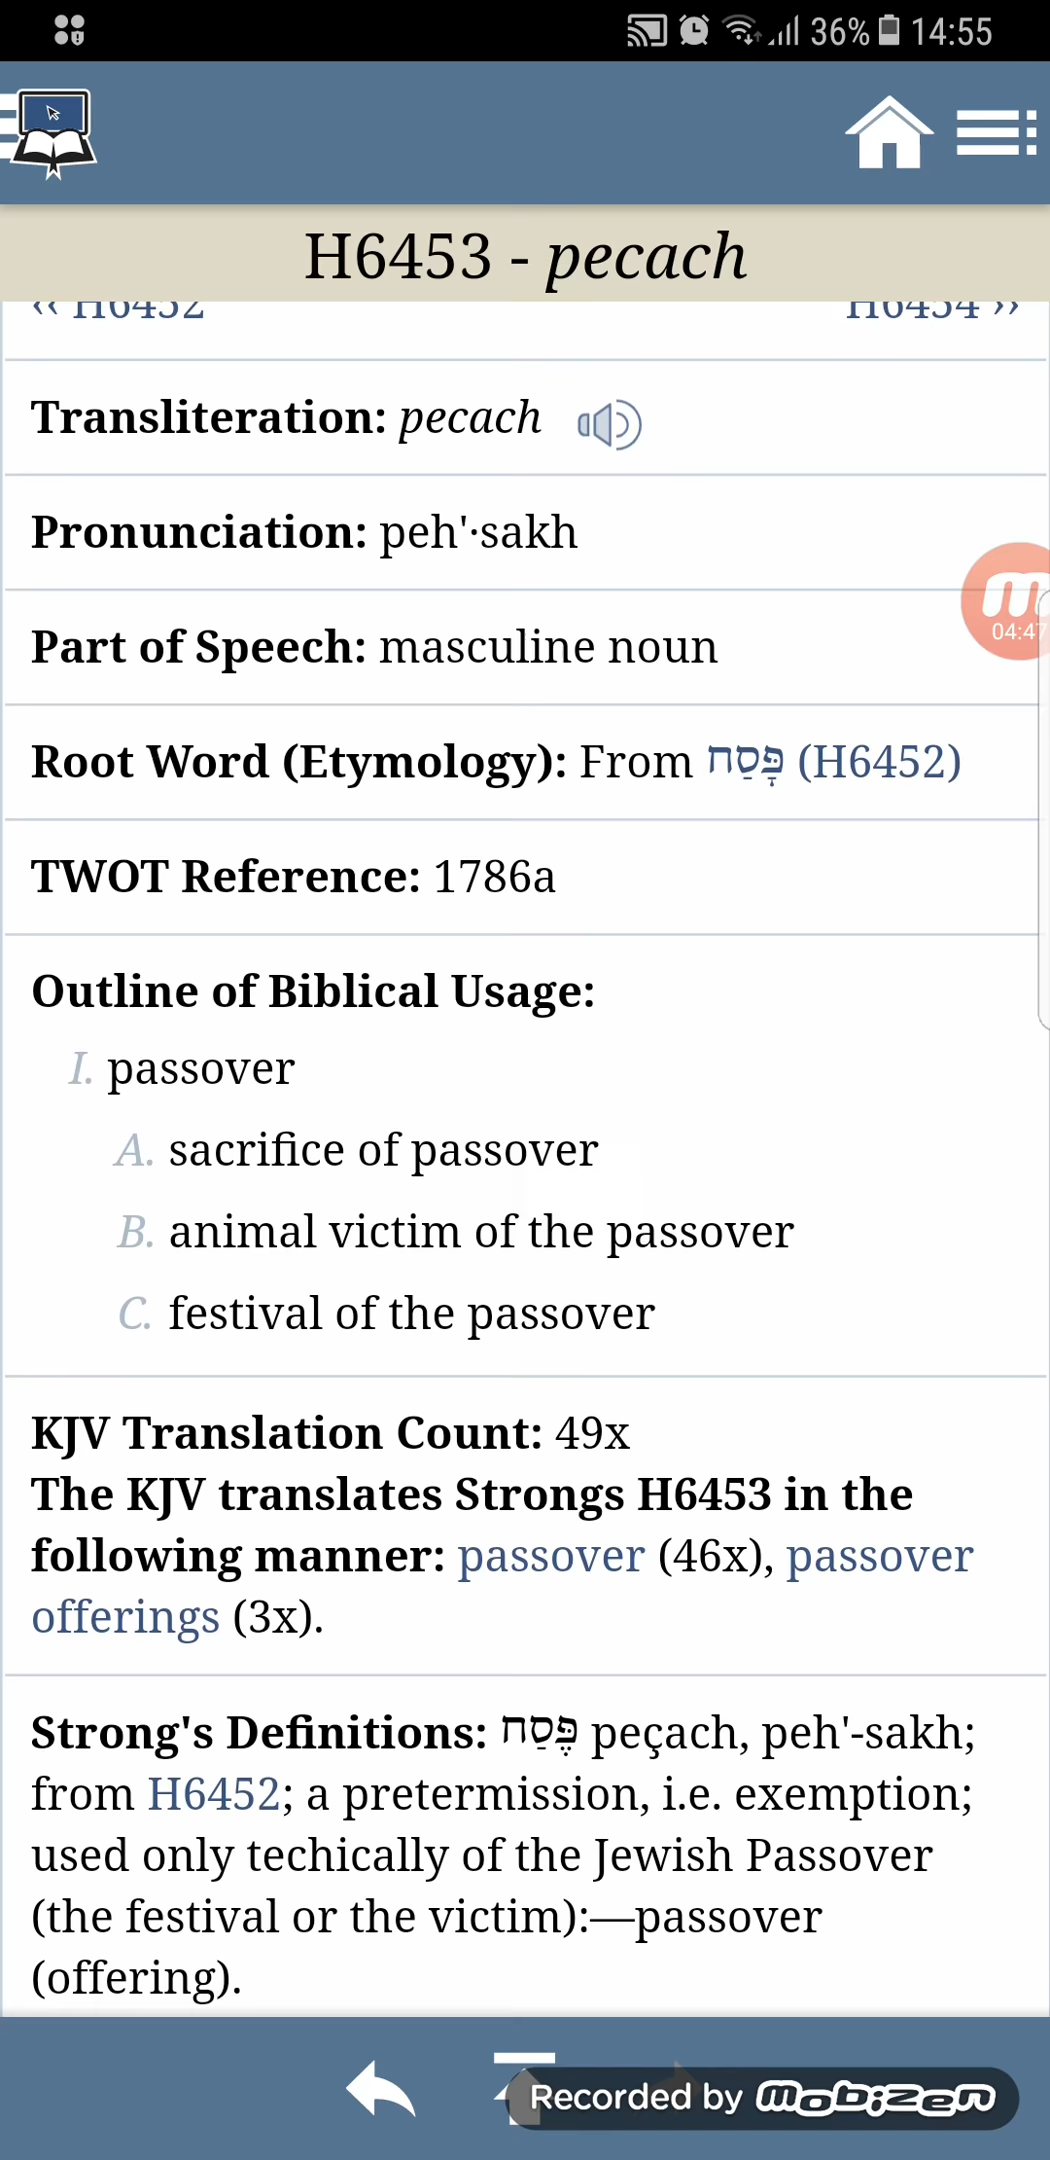 36% 14:55
H6453 - pecach
‹‹ H6452 H6454 ››
Transliteration: pecach
Pronunciation: peh'·sakh
04:47
Part of Speech: masculine noun
Root Word (Etymology): From פָּסַח (H6452)
TWOT Reference: 1786a
Outline of Biblical Usage:
I. passover
A. sacrifice of passover
B. animal victim of the passover
C. festival of the passover
KJV Translation Count: 49x
The KJV translates Strongs H6453 in the
following manner: passover (46x), passover
offerings (3x).
Strong's Definitions: פֶּסַח peçach, peh'-sakh;
from H6452; a pretermission, i.e. exemption;
used only techically of the Jewish Passover
(the festival or the victim):—passover
(offering).
Recorded by mobizen